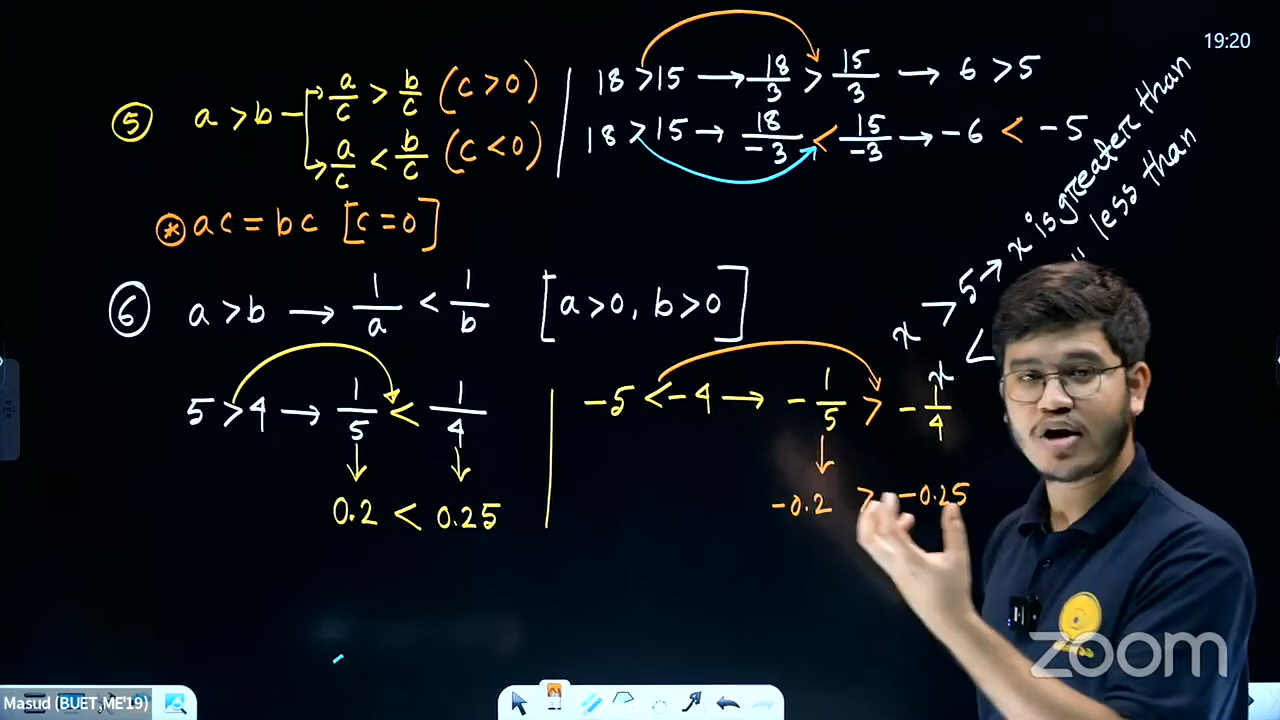 19:20
⑤ a > b → a/c > b/c (c > 0)
→ a/c < b/c (c < 0)
18 > 15 → 18/3 > 15/3 → 6 > 5
18 > 15 → 18/-3 < 15/-3 → -6 < -5
⊛ ac = bc [c = 0]
x > 5 → x is greater than
x < " less than
⑥ a > b → 1/a < 1/b [a > 0, b > 0]
5 > 4 → 1/5 < 1/4
0.2 < 0.25
-5 < -4 → -1/5 > -1/4
-0.2 > -0.25
zoom
Masud (BUET,ME'19)